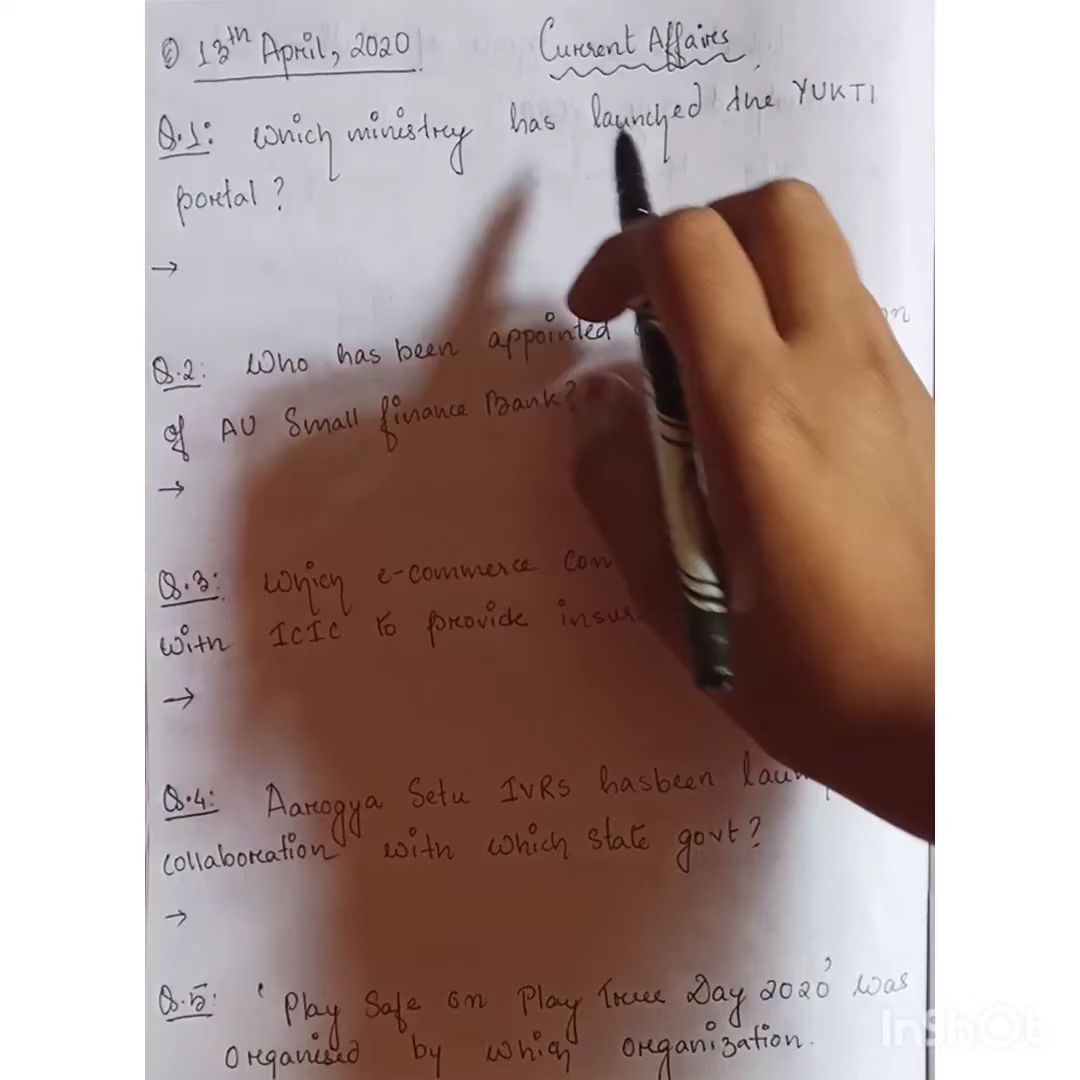 13th April, 2020
Current Affairs
Q.1: Which ministry has launched the YUKTI
portal?
→
Q.2: Who has been appointed
of AU Small finance Bank?
→
Q.3: Which e-commerce
with ICIC to provide
→
Q.4: Aarogya Setu IVRS hasbeen
collaboration with which state govt?
→
Q.5: 'Play Safe on Play True Day 2020' was
organised by which organization.
InShOt